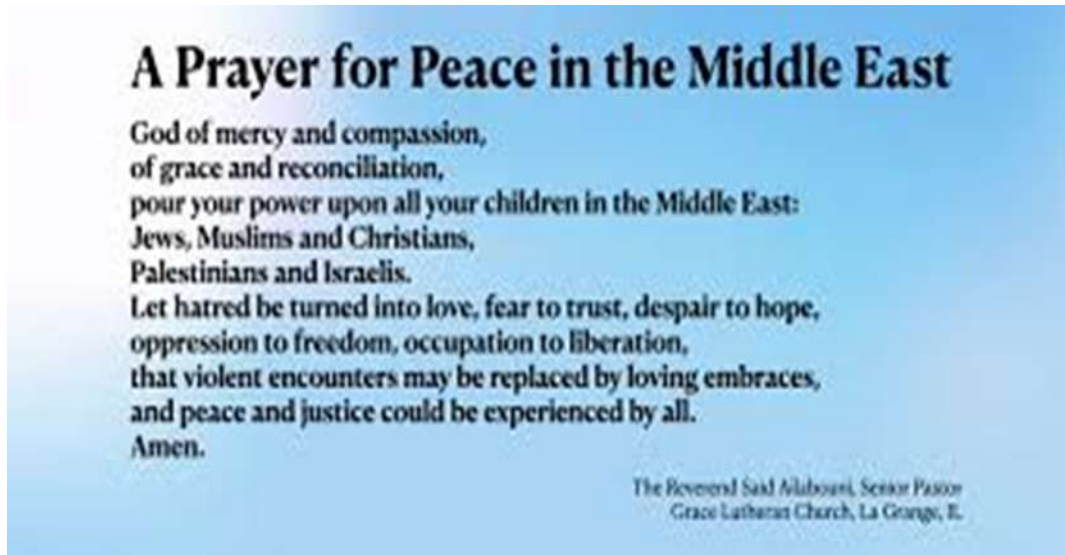 A Prayer for Peace in the Middle East
God of mercy and compassion,
of grace and reconciliation,
pour your power upon all your children in the Middle East:
Jews, Muslims and Christians,
Palestinians and Israelis.
Let hatred be turned into love, fear to trust, despair to hope,
oppression to freedom, occupation to liberation,
that violent encounters may be replaced by loving embraces,
and peace and justice could be experienced by all.
Amen.
The Reverend Said Ailabouni, Senior Pastor
Grace Lutheran Church, La Grange, IL